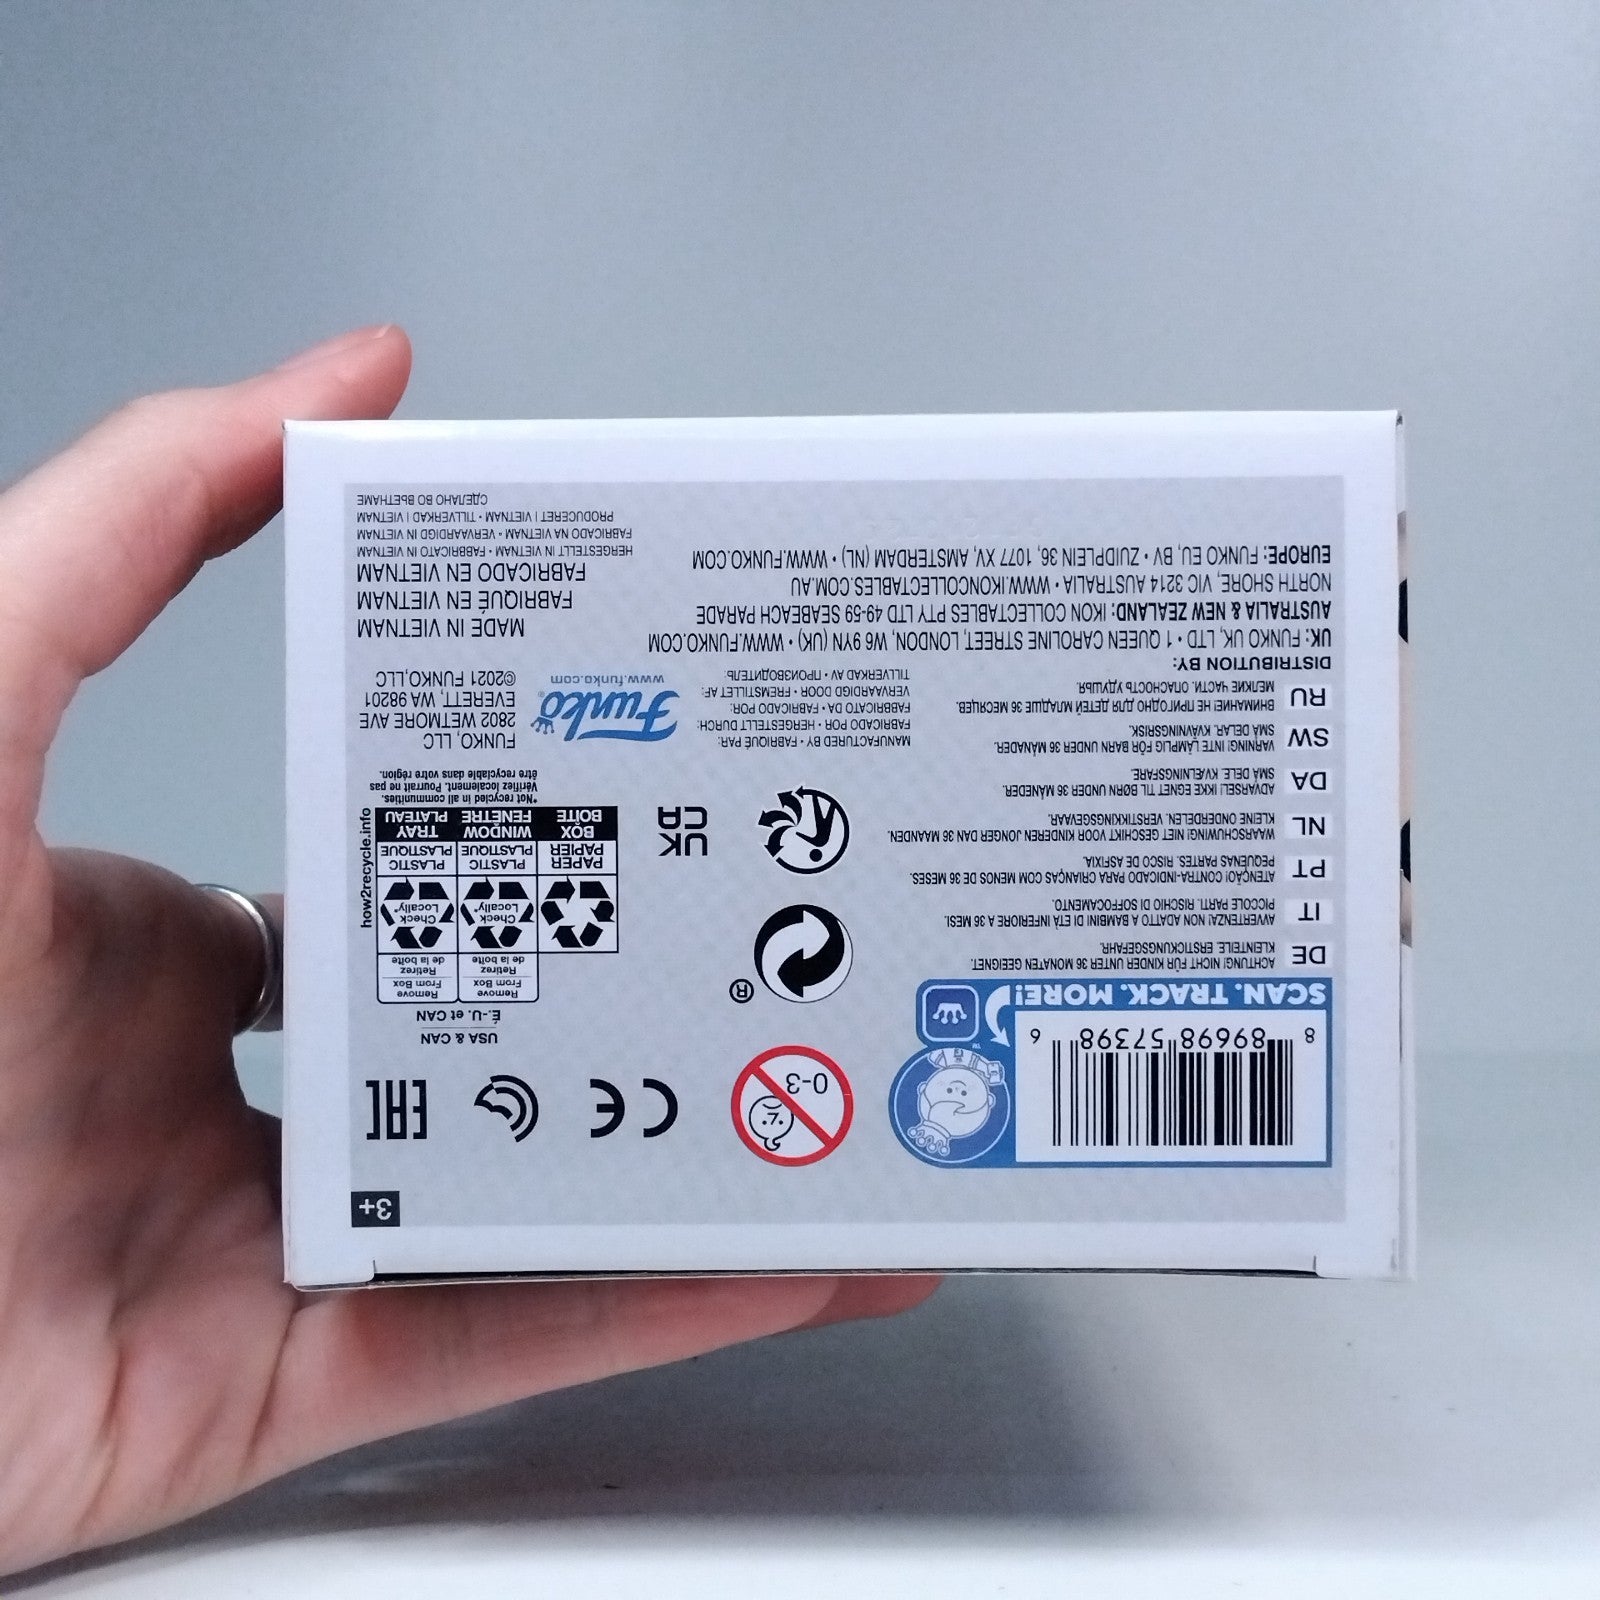 3+
SCAN. TRACK. MORE!
8 89698 57398 6
TM
0-3
CE
EAC
USA & CAN
É.-U. et CAN
Remove
From Box
Retirez
de la boîte
Remove
From Box
Retirez
de la boîte
Check
Locally*
Check
Locally*
PAPER
PAPIER
BOX
BOÎTE
PLASTIC
PLASTIQUE
WINDOW
FENÊTRE
PLASTIC
PLASTIQUE
TRAY
PLATEAU
how2recycle.info
*Not recycled in all communities.
Vérifiez localement. Pourrait ne pas
être recyclable dans votre région.
®
UK
CA
DE
ACHTUNG! NICHT FÜR KINDER UNTER 36 MONATEN GEEIGNET.
KLEINTEILE. ERSTICKUNGSGEFAHR.
IT
AVVERTENZA! NON ADATTO A BAMBINI DI ETÀ INFERIORE A 36 MESI.
PICCOLE PARTI. RISCHIO DI SOFFOCAMENTO.
PT
ATENÇÃO! CONTRA-INDICADO PARA CRIANÇAS COM MENOS DE 36 MESES.
PEQUENAS PARTES. RISCO DE ASFIXIA.
NL
WAARSCHUWING! NIET GESCHIKT VOOR KINDEREN JONGER DAN 36 MAANDEN.
KLEINE ONDERDELEN. VERSTIKKINGSGEVAAR.
DA
ADVARSEL! IKKE EGNET TIL BØRN UNDER 36 MÅNEDER.
SMÅ DELE. KVÆLNINGSFARE.
SW
VARNING! INTE LÄMPLIG FÖR BARN UNDER 36 MÅNADER.
SMÅ DELAR. KVÄVNINGSRISK.
RU
ВНИМАНИЕ! НЕ ПРИГОДНО ДЛЯ ДЕТЕЙ МЛАДШЕ 36 МЕСЯЦЕВ.
МЕЛКИЕ ЧАСТИ. ОПАСНОСТЬ УДУШЬЯ.
MANUFACTURED BY • FABRIQUÉ PAR:
FABRICADO POR • HERGESTELLT DURCH:
FABBRICATO DA • FABRICADO POR:
VERVAARDIGD DOOR • FREMSTILLET AF:
TILLVERKAD AV • ПРОИЗВОДИТЕЛЬ:
Funko®
www.funko.com
FUNKO, LLC
2802 WETMORE AVE
EVERETT, WA 98201
©2021 FUNKO,LLC
DISTRIBUTION BY:
UK: FUNKO UK, LTD • 1 QUEEN CAROLINE STREET, LONDON, W6 9YN (UK) • WWW.FUNKO.COM
AUSTRALIA & NEW ZEALAND: IKON COLLECTABLES PTY LTD 49-59 SEABEACH PARADE
NORTH SHORE, VIC 3214 AUSTRALIA • WWW.IKONCOLLECTABLES.COM.AU
EUROPE: FUNKO EU, BV • ZUIDPLEIN 36, 1077 XV, AMSTERDAM (NL) • WWW.FUNKO.COM
MADE IN VIETNAM
FABRIQUÉ EN VIETNAM
FABRICADO EN VIETNAM
HERGESTELLT IN VIETNAM • FABBRICATO IN VIETNAM
FABRICADO NA VIETNAM • VERVAARDIGD IN VIETNAM
PRODUCERET I VIETNAM • TILLVERKAD I VIETNAM
СДЕЛАНО ВО ВЬЕТНАМЕ